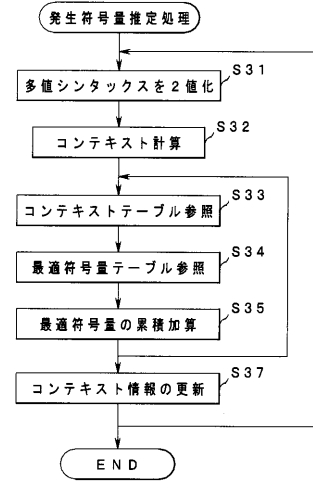 発生符号量推定処理
S31
多値シンタックスを2値化
S32
コンテキスト計算
S33
コンテキストテーブル参照
S34
最適符号量テーブル参照
S35
最適符号量の累積加算
S37
コンテキスト情報の更新
END